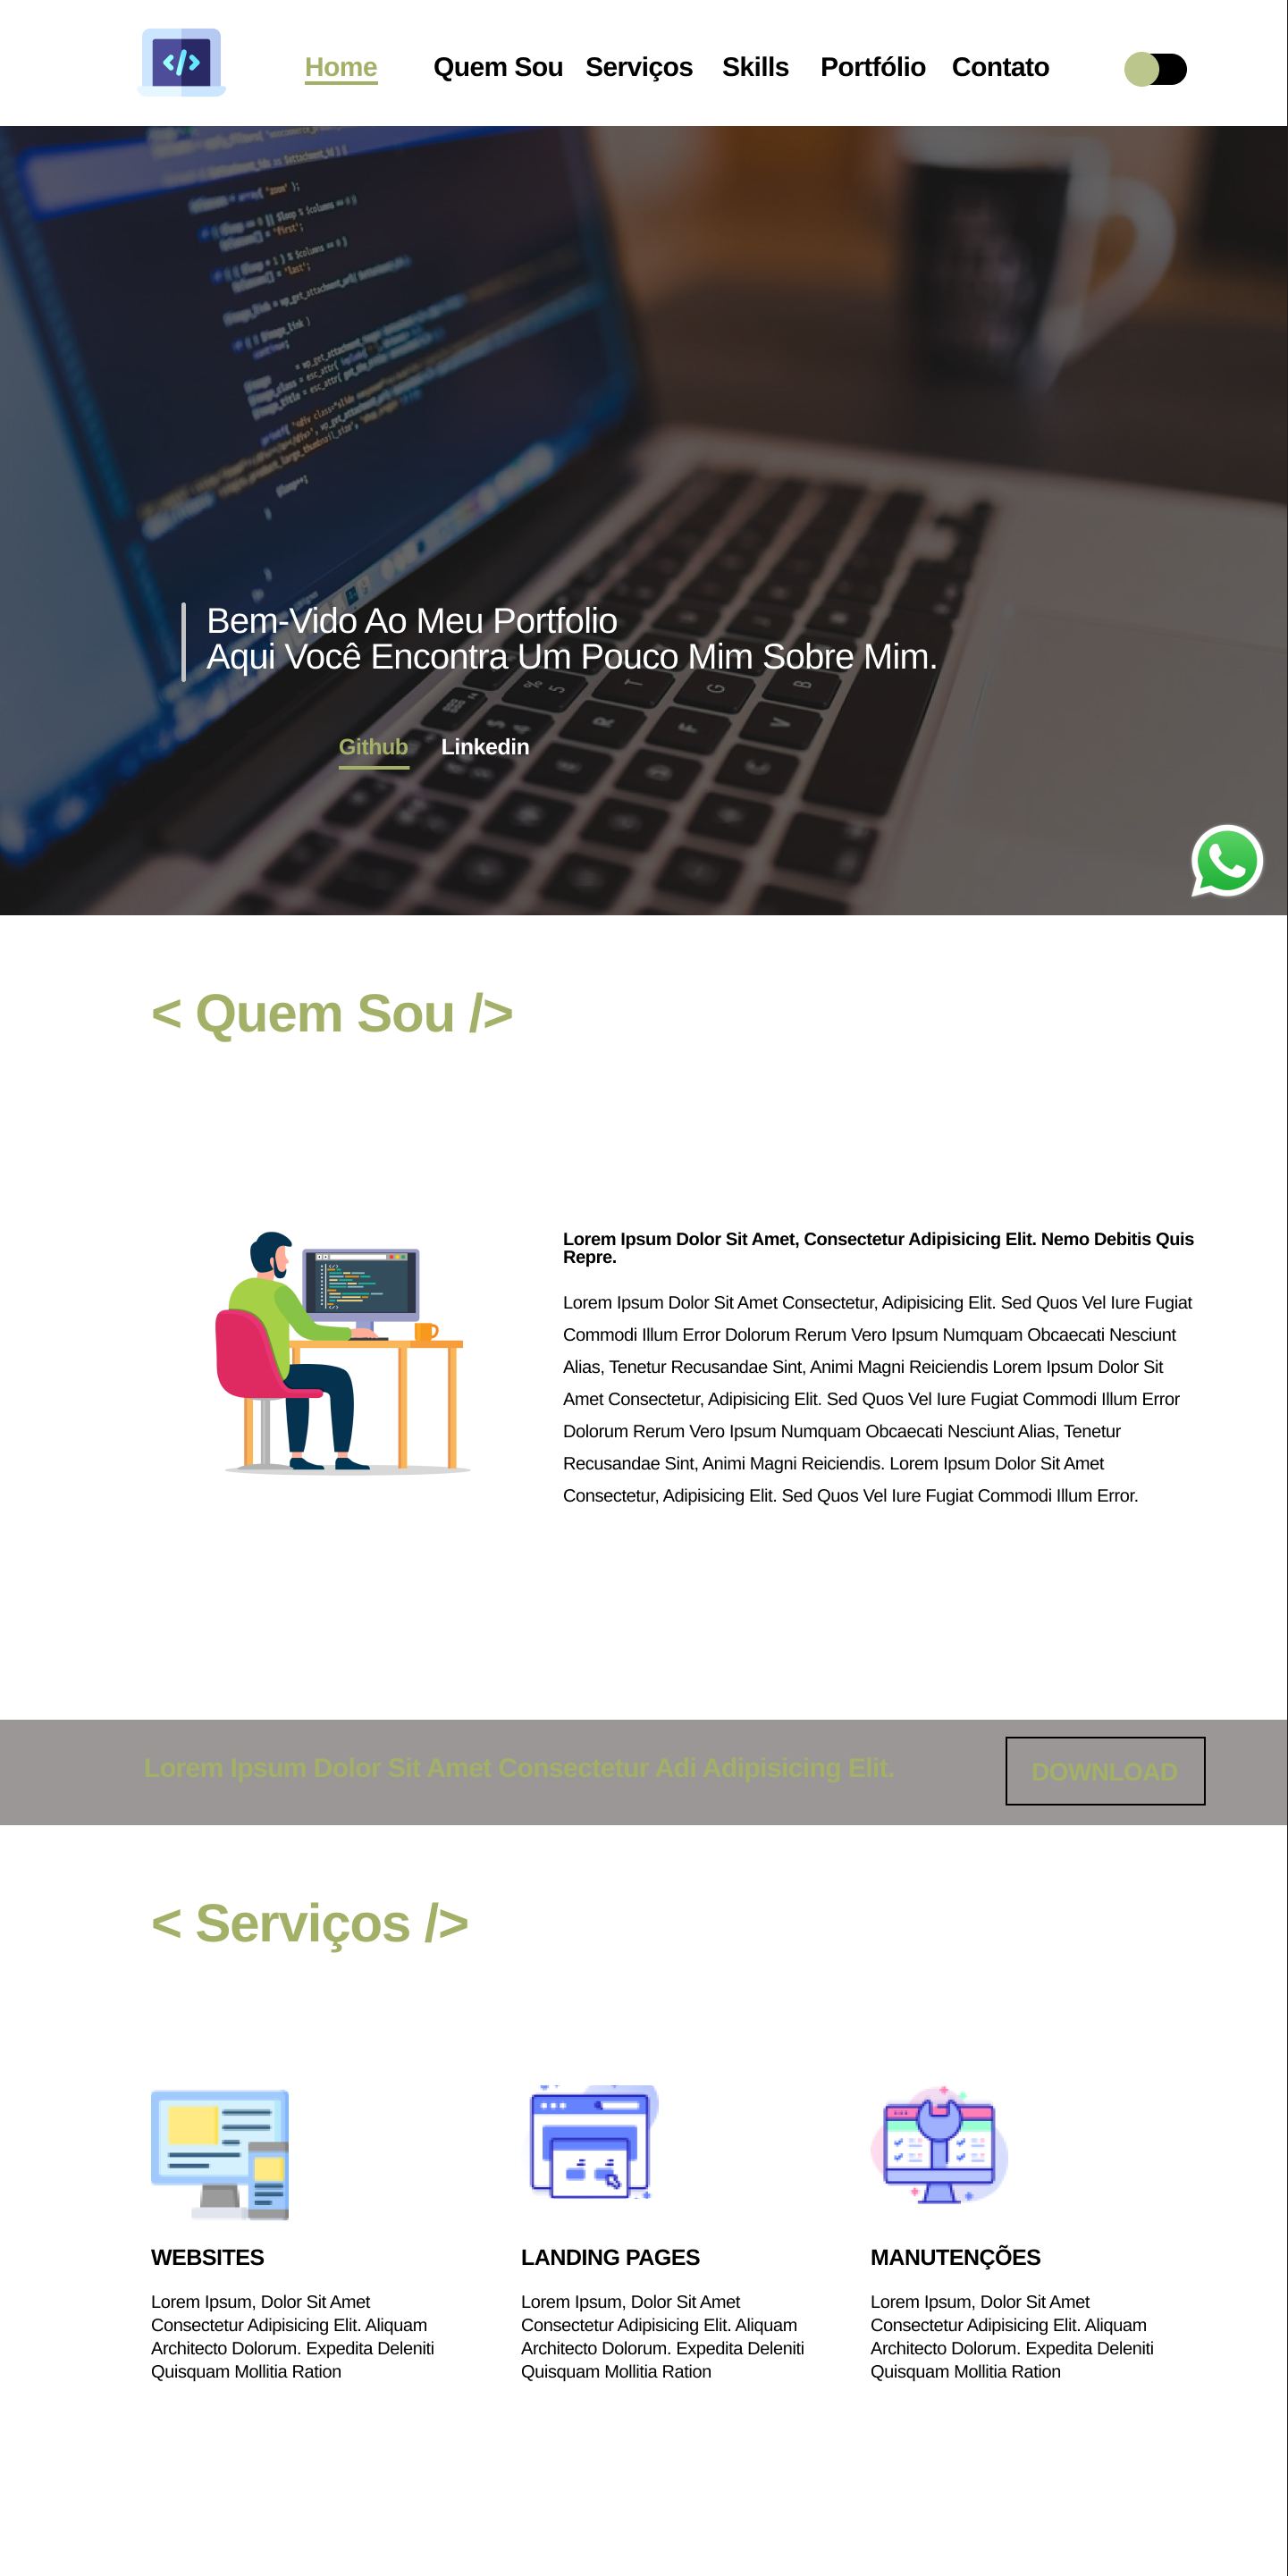 </>
Home Quem Sou Serviços Skills Portfólio Contato
Bem-Vido Ao Meu Portfolio
Aqui Você Encontra Um Pouco Mim Sobre Mim.
Github Linkedin
< Quem Sou />
Lorem Ipsum Dolor Sit Amet, Consectetur Adipisicing Elit. Nemo Debitis Quis
Repre.
Lorem Ipsum Dolor Sit Amet Consectetur, Adipisicing Elit. Sed Quos Vel Iure Fugiat
Commodi Illum Error Dolorum Rerum Vero Ipsum Numquam Obcaecati Nesciunt
Alias, Tenetur Recusandae Sint, Animi Magni Reiciendis Lorem Ipsum Dolor Sit
Amet Consectetur, Adipisicing Elit. Sed Quos Vel Iure Fugiat Commodi Illum Error
Dolorum Rerum Vero Ipsum Numquam Obcaecati Nesciunt Alias, Tenetur
Recusandae Sint, Animi Magni Reiciendis. Lorem Ipsum Dolor Sit Amet
Consectetur, Adipisicing Elit. Sed Quos Vel Iure Fugiat Commodi Illum Error.
Lorem Ipsum Dolor Sit Amet Consectetur Adi Adipisicing Elit.
DOWNLOAD
< Serviços />
WEBSITES
Lorem Ipsum, Dolor Sit Amet
Consectetur Adipisicing Elit. Aliquam
Architecto Dolorum. Expedita Deleniti
Quisquam Mollitia Ration
LANDING PAGES
Lorem Ipsum, Dolor Sit Amet
Consectetur Adipisicing Elit. Aliquam
Architecto Dolorum. Expedita Deleniti
Quisquam Mollitia Ration
MANUTENÇÕES
Lorem Ipsum, Dolor Sit Amet
Consectetur Adipisicing Elit. Aliquam
Architecto Dolorum. Expedita Deleniti
Quisquam Mollitia Ration